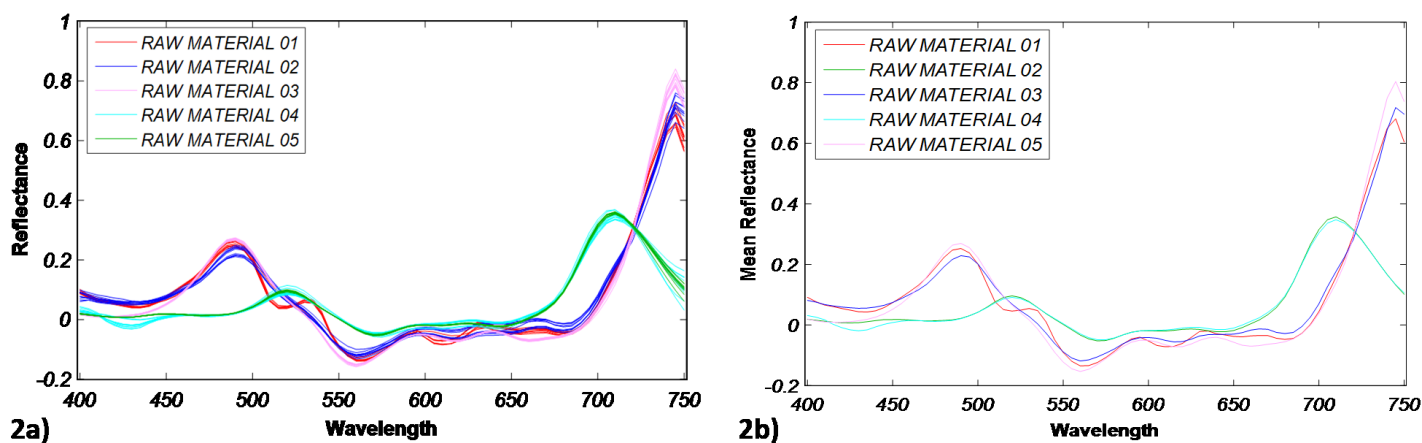 1
0.8
0.6
0.4
0.2
0
-0.2
Reflectance
RAW MATERIAL 01
RAW MATERIAL 02
RAW MATERIAL 03
RAW MATERIAL 04
RAW MATERIAL 05
400 450 500 550 600 650 700 750
Wavelength
2a)
1
0.8
0.6
0.4
0.2
0
-0.2
Mean Reflectance
RAW MATERIAL 01
RAW MATERIAL 02
RAW MATERIAL 03
RAW MATERIAL 04
RAW MATERIAL 05
400 450 500 550 600 650 700 750
Wavelength
2b)